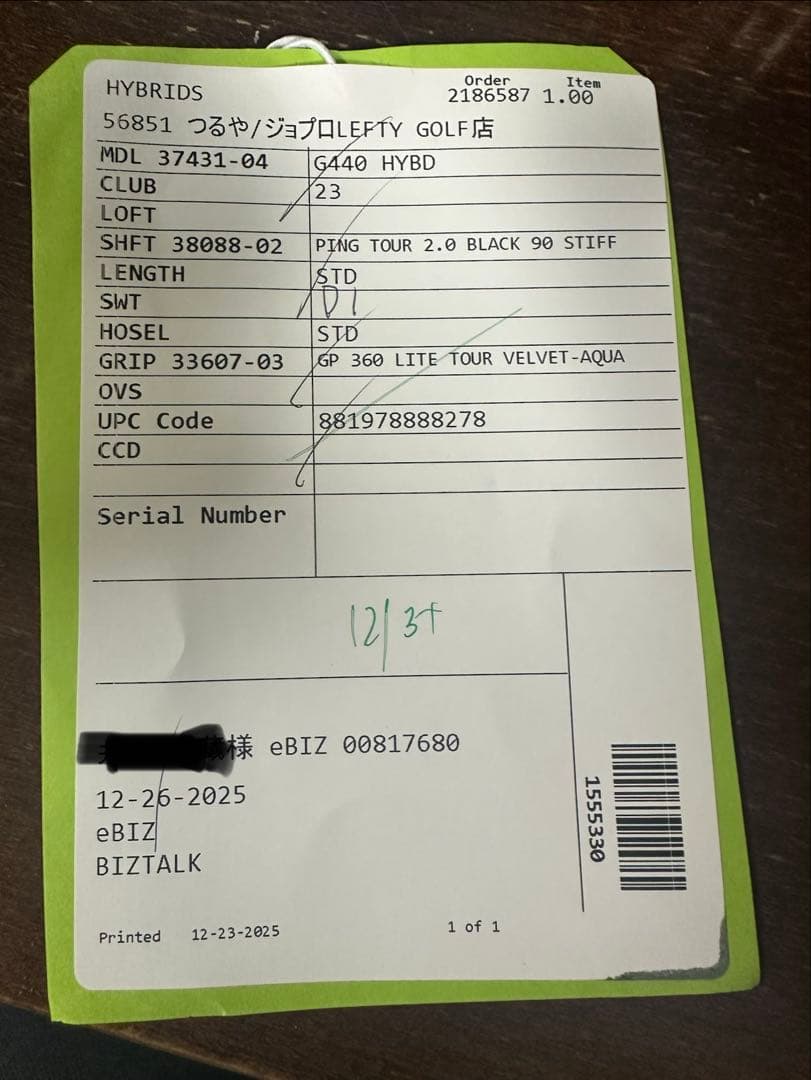 HYBRIDS Order Item
2186587 1.00
56851 つるや/ジョプロLEFTY GOLF店
MDL 37431-04 G440 HYBD
CLUB 23
LOFT
SHFT 38088-02 PING TOUR 2.0 BLACK 90 STIFF
LENGTH STD
SWT D1
HOSEL STD
GRIP 33607-03 GP 360 LITE TOUR VELVET-AQUA
OVS
UPC Code 881978888278
CCD
Serial Number
12/3+
様 eBIZ 00817680
12-26-2025
eBIZ
BIZTALK
1555330
Printed 12-23-2025 1 of 1